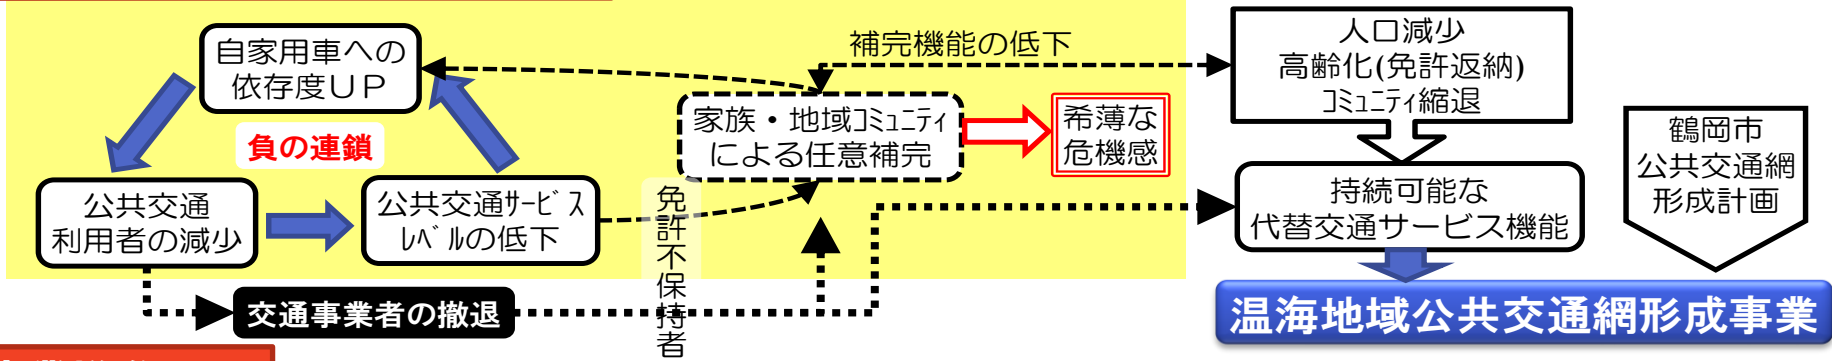 自家用車への
依存度ＵＰ
負の連鎖
公共交通
利用者の減少
公共交通ｻｰﾋﾞｽ
ﾚﾍﾞﾙの低下
交通事業者の撤退
免許不保持者
補完機能の低下
家族・地域ｺﾐｭﾆﾃｨ
による任意補完
希薄な
危機感
人口減少
高齢化(免許返納)
ｺﾐｭﾆﾃｨ縮退
持続可能な
代替交通サービス機能
鶴岡市
公共交通網
形成計画
温海地域公共交通網形成事業